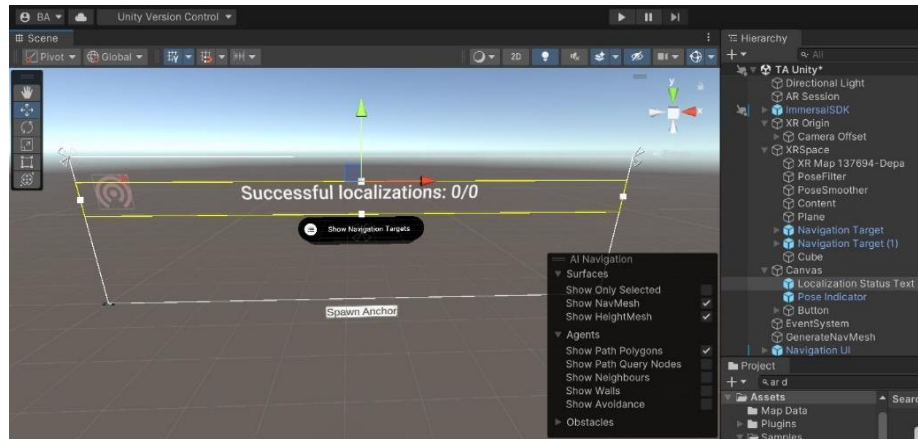 BA
Unity Version Control
Scene
Pivot
Global
2D
y
x
Successful localizations: 0/0
Show Navigation Targets
Spawn Anchor
AI Navigation
Surfaces
Show Only Selected
Show NavMesh
Show HeightMesh
Agents
Show Path Polygons
Show Path Query Nodes
Show Neighbours
Show Walls
Show Avoidance
Obstacles
Hierarchy
All
TA Unity*
Directional Light
AR Session
ImmersalSDK
XR Origin
Camera Offset
XRSpace
XR Map 137694-Depa
PoseFilter
PoseSmoother
Content
Plane
Navigation Target
Navigation Target (1)
Cube
Canvas
Localization Status Text
Pose Indicator
Button
EventSystem
GenerateNavMesh
Navigation UI
Project
ar d
Assets
Map Data
Plugins
Samples
Sear